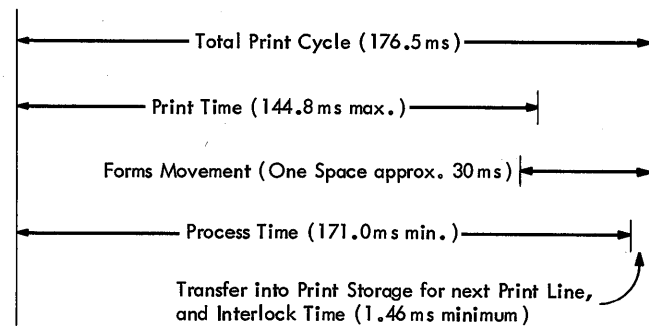 Total Print Cycle (176.5 ms)
Print Time (144.8 ms max.)
Forms Movement (One Space approx. 30 ms)
Process Time (171.0 ms min.)
Transfer into Print Storage for next Print Line,
and Interlock Time (1.46 ms minimum)